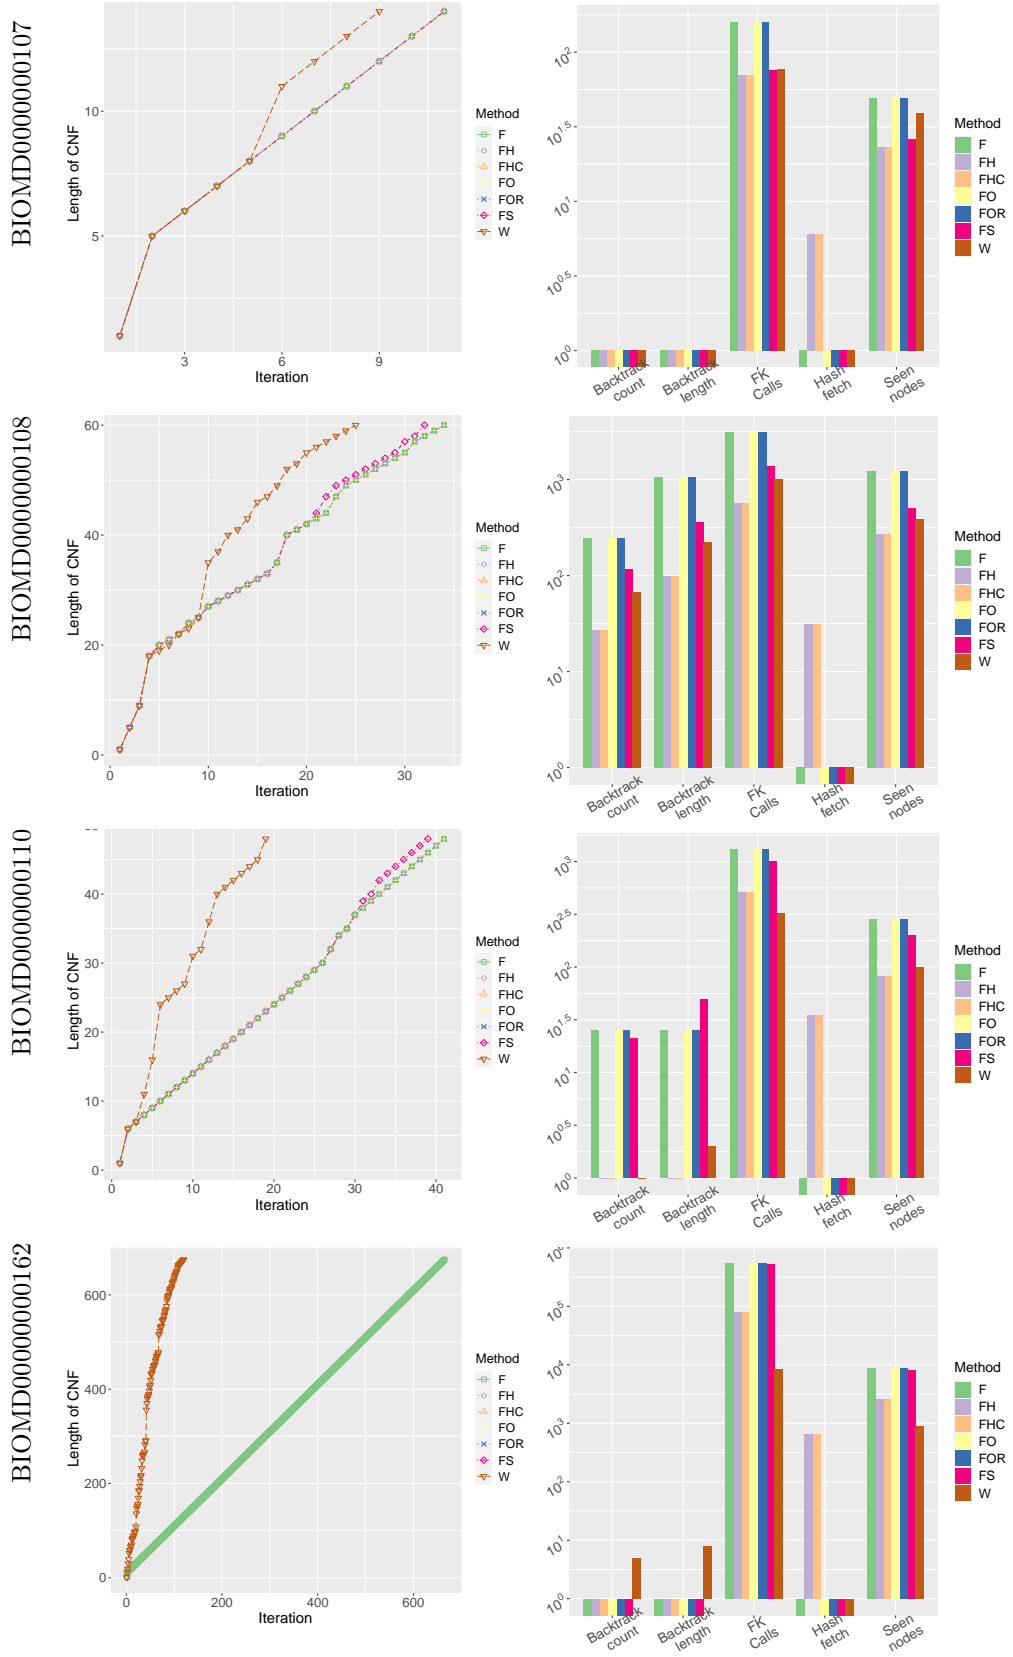 BIOMD0000000107
Length of CNF
10
5
3
6
9
Iteration
Method
F
FH
FHC
FO
FOR
FS
W
10^2
10^1.5
10^1
10^0.5
10^0
Backtrack count
Backtrack length
FK Calls
Hash fetch
Seen nodes
Method
F
FH
FHC
FO
FOR
FS
W
BIOMD0000000108
Length of CNF
60
40
20
0
0
10
20
30
Iteration
Method
F
FH
FHC
FO
FOR
FS
W
10^3
10^2
10^1
10^0
Backtrack count
Backtrack length
FK Calls
Hash fetch
Seen nodes
Method
F
FH
FHC
FO
FOR
FS
W
BIOMD0000000110
Length of CNF
40
30
20
10
0
0
10
20
30
40
Iteration
Method
F
FH
FHC
FO
FOR
FS
W
10^3
10^2.5
10^2
10^1.5
10^1
10^0.5
10^0
Backtrack count
Backtrack length
FK Calls
Hash fetch
Seen nodes
Method
F
FH
FHC
FO
FOR
FS
W
BIOMD0000000162
Length of CNF
600
400
200
0
0
200
400
600
Iteration
Method
F
FH
FHC
FO
FOR
FS
W
10^6
10^5
10^4
10^3
10^2
10^1
10^0
Backtrack count
Backtrack length
FK Calls
Hash fetch
Seen nodes
Method
F
FH
FHC
FO
FOR
FS
W